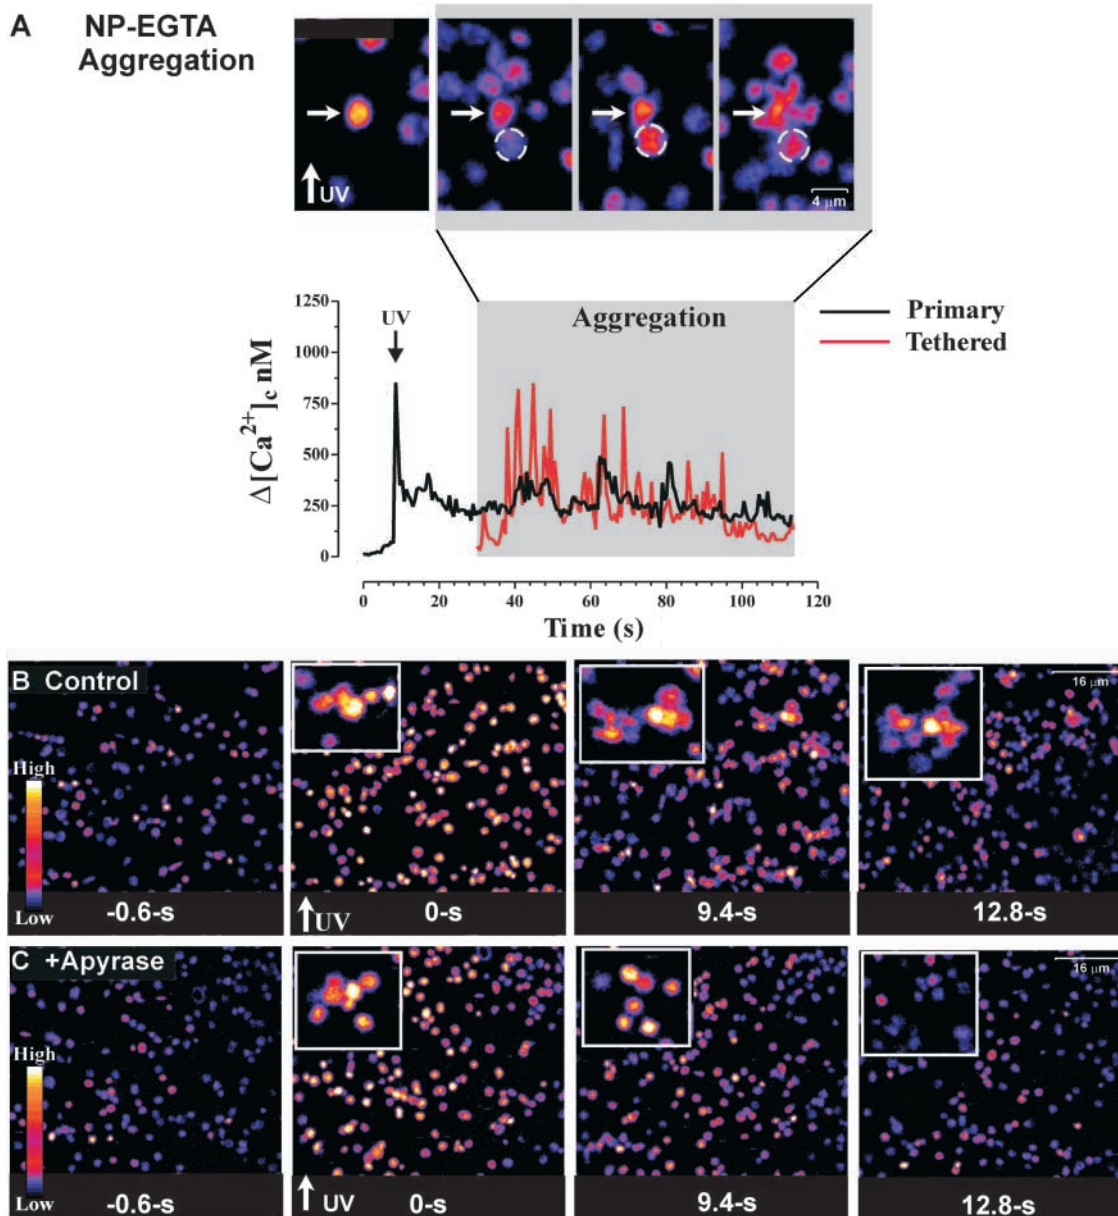 A NP-EGTA
Aggregation
UV
4 μm
Aggregation
UV
Primary
Tethered
Δ[Ca²⁺]c nM
1250
1000
750
500
250
0
0 20 40 60 80 100 120
Time (s)
B Control
16 μm
High
Low
-0.6-s
UV
0-s
9.4-s
12.8-s
C +Apyrase
16 μm
High
Low
-0.6-s
UV
0-s
9.4-s
12.8-s